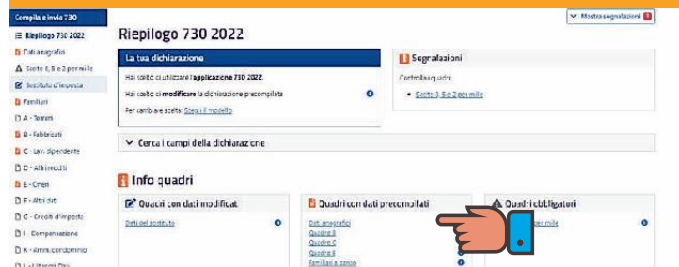 Compila e invia 730
Riepilogo 730 2022
Dati anagrafici
Scelte 8, 5 e 2 per mille
Sostituto d'imposta
Familiari
A - Terreni
B - Fabbricati
C - Lav. dipendente
D - Altri redditi
E - Oneri
F - Altri dati
G - Crediti d'imposta
I - Compensazione
K - Amm. condominio
Mostra segnalazioni
Riepilogo 730 2022
La tua dichiarazione
Hai scelto di utilizzare l'applicazione 730 2022.
Hai scelto di modificare la dichiarazione precompilata
Per cambiare scelta: Scegli il modello
Segnalazioni
Controlla i quadri
Scelte 8, 5 e 2 per mille
Cerca i campi della dichiarazione
Info quadri
Quadri con dati modificati
Dati del sostituto
Quadri con dati precompilati
Dati anagrafici
Quadro B
Quadro C
Quadro E
Familiari a carico
Quadri obbligatori
per mille